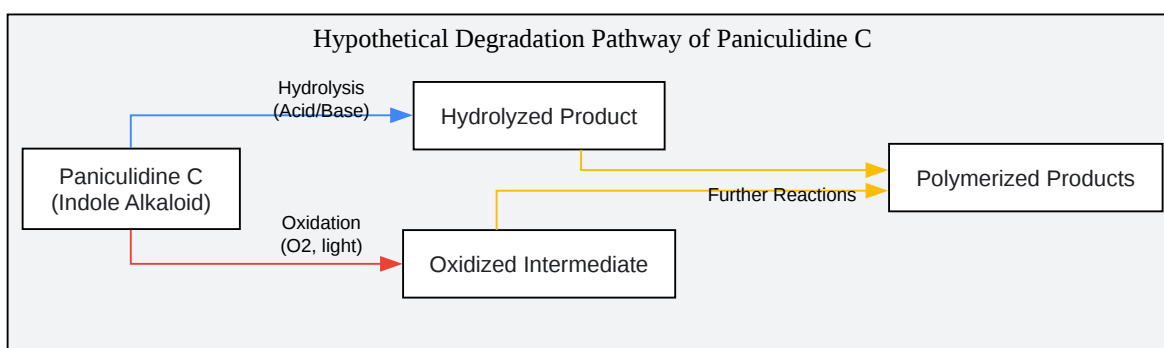 Hypothetical Degradation Pathway of Paniculidine C
Hydrolysis
(Acid/Base)
Hydrolyzed Product
Paniculidine C
(Indole Alkaloid)
Polymerized Products
Further Reactions
Oxidation
(O2, light)
Oxidized Intermediate